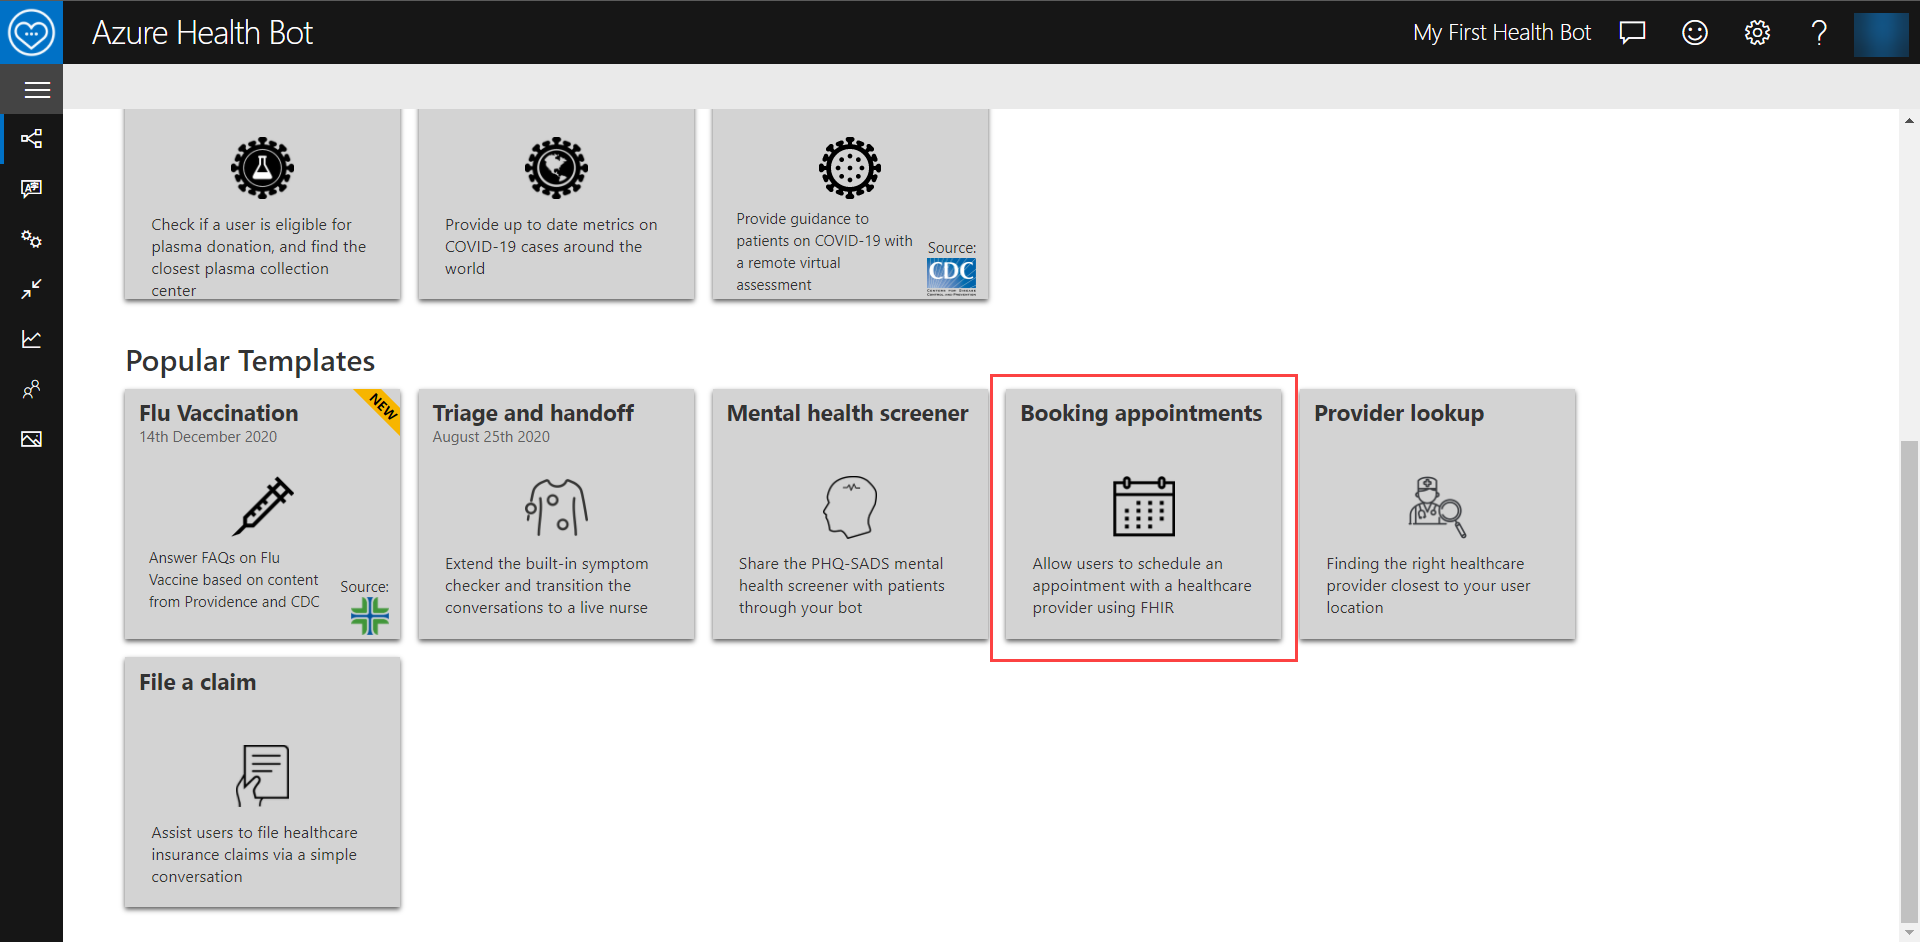 Azure Health Bot
My First Health Bot
Check if a user is eligible for
plasma donation, and find the
closest plasma collection
center
Provide up to date metrics on
COVID-19 cases around the
world
Provide guidance to
patients on COVID-19 with
a remote virtual
assessment
Source:
CDC
CENTERS FOR DISEASE
CONTROL AND PREVENTION
Popular Templates
Flu Vaccination
14th December 2020
NEW
Answer FAQs on Flu
Vaccine based on content
from Providence and CDC
Source:
Triage and handoff
August 25th 2020
Extend the built-in symptom
checker and transition the
conversations to a live nurse
Mental health screener
Share the PHQ-SADS mental
health screener with patients
through your bot
Booking appointments
Allow users to schedule an
appointment with a healthcare
provider using FHIR
Provider lookup
Finding the right healthcare
provider closest to your user
location
File a claim
Assist users to file healthcare
insurance claims via a simple
conversation